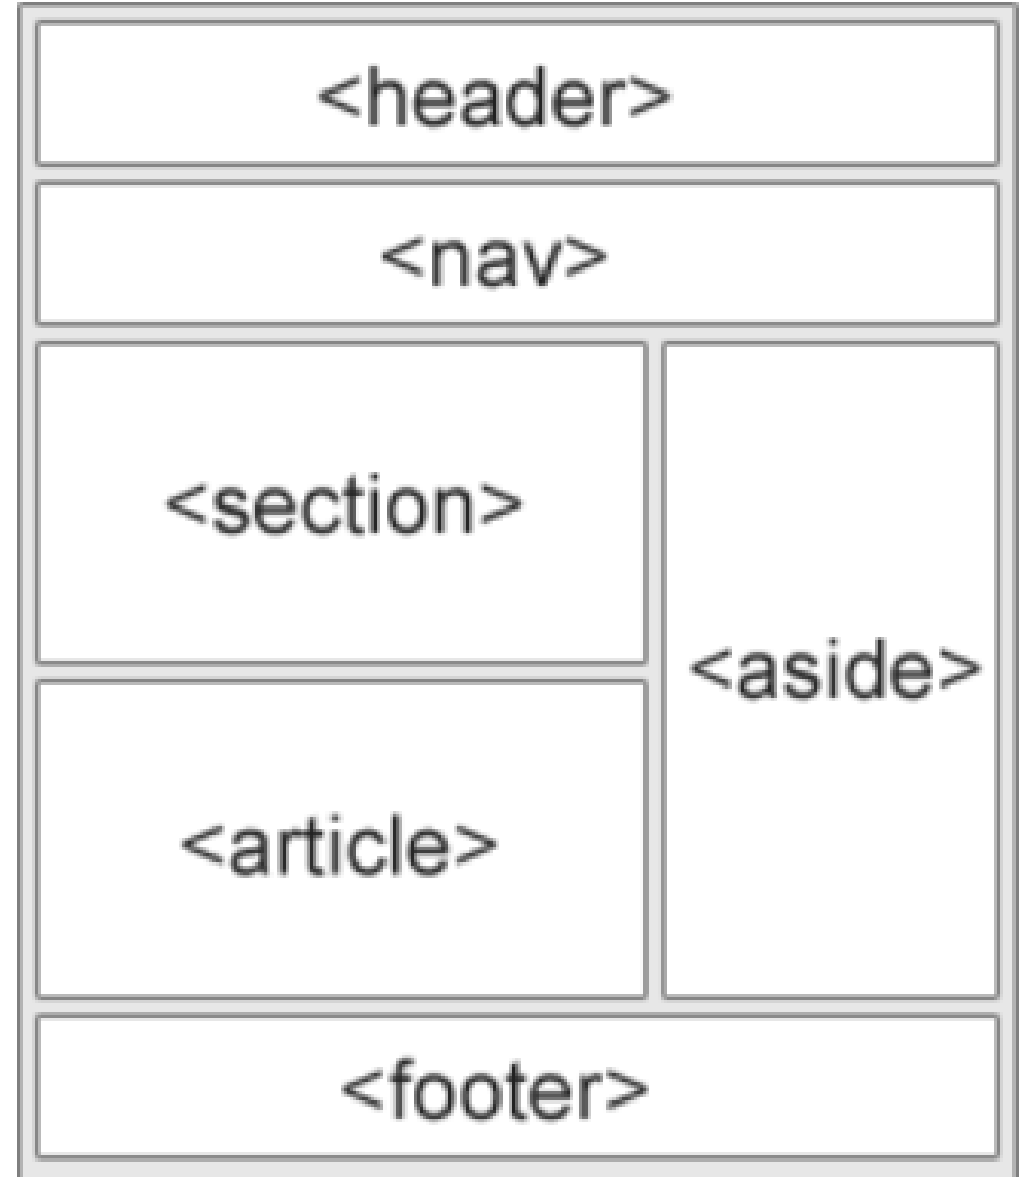 <header>
<nav>
<section>
<aside>
<article>
<footer>